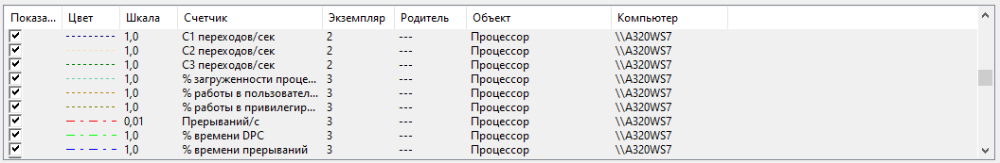 Показа... Цвет Шкала Счетчик Экземпляр Родитель Объект Компьютер
1,0 C1 переходов/сек 2 --- Процессор \\A320WS7
1,0 C2 переходов/сек 2 --- Процессор \\A320WS7
1,0 C3 переходов/сек 2 --- Процессор \\A320WS7
1,0 % загруженности проце... 3 --- Процессор \\A320WS7
1,0 % работы в пользовател... 3 --- Процессор \\A320WS7
1,0 % работы в привилегир... 3 --- Процессор \\A320WS7
0,01 Прерываний/с 3 --- Процессор \\A320WS7
1,0 % времени DPC 3 --- Процессор \\A320WS7
1,0 % времени прерываний 3 --- Процессор \\A320WS7